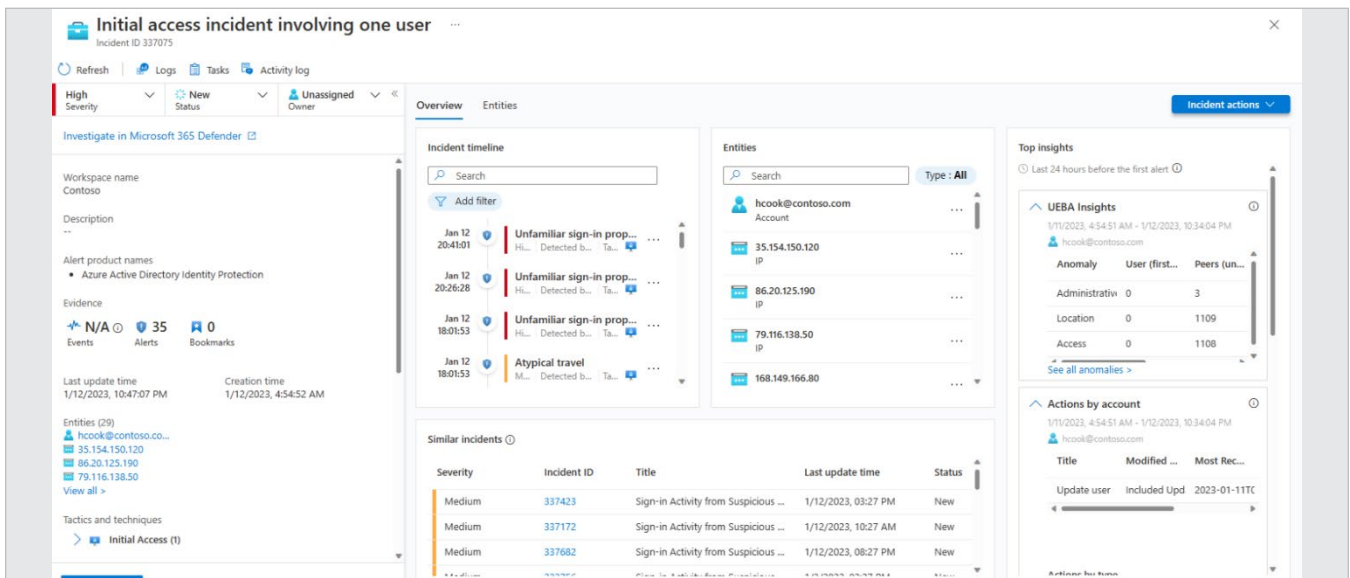 Initial access incident involving one user ...
Incident ID 337075
Refresh Logs Tasks Activity log
High
Severity
New
Status
Unassigned
Owner
Investigate in Microsoft 365 Defender
Workspace name
Contoso
Description
--
Alert product names
• Azure Active Directory Identity Protection
Evidence
N/A 35 0
Events Alerts Bookmarks
Last update time Creation time
1/12/2023, 10:47:07 PM 1/12/2023, 4:54:52 AM
Entities (29)
hcook@contoso.co...
35.154.150.120
86.20.125.190
79.116.138.50
View all >
Tactics and techniques
Initial Access (1)
Overview Entities
Incident actions
Incident timeline
Search
Add filter
Jan 12
20:41:01
Unfamiliar sign-in prop...
Hi... Detected b... Ta...
Jan 12
20:26:28
Unfamiliar sign-in prop...
Hi... Detected b... Ta...
Jan 12
18:01:53
Unfamiliar sign-in prop...
Hi... Detected b... Ta...
Jan 12
18:01:53
Atypical travel
M... Detected b... Ta...
Entities
Search
Type : All
hcook@contoso.com
Account
35.154.150.120
IP
86.20.125.190
IP
79.116.138.50
IP
168.149.166.80
Similar incidents
Severity Incident ID Title Last update time Status
Medium 337423 Sign-in Activity from Suspicious ... 1/12/2023, 03:27 PM New
Medium 337172 Sign-in Activity from Suspicious ... 1/12/2023, 10:27 AM New
Medium 337682 Sign-in Activity from Suspicious ... 1/12/2023, 08:27 PM New
Top insights
Last 24 hours before the first alert
UEBA Insights
1/11/2023, 4:54:51 AM - 1/12/2023, 10:34:04 PM
hcook@contoso.com
Anomaly User (first... Peers (un...
Administrativ 0 3
Location 0 1109
Access 0 1108
See all anomalies >
Actions by account
1/11/2023, 4:54:51 AM - 1/12/2023, 10:34:04 PM
hcook@contoso.com
Title Modified ... Most Rec...
Update user Included Upd 2023-01-11T(
Actions by type